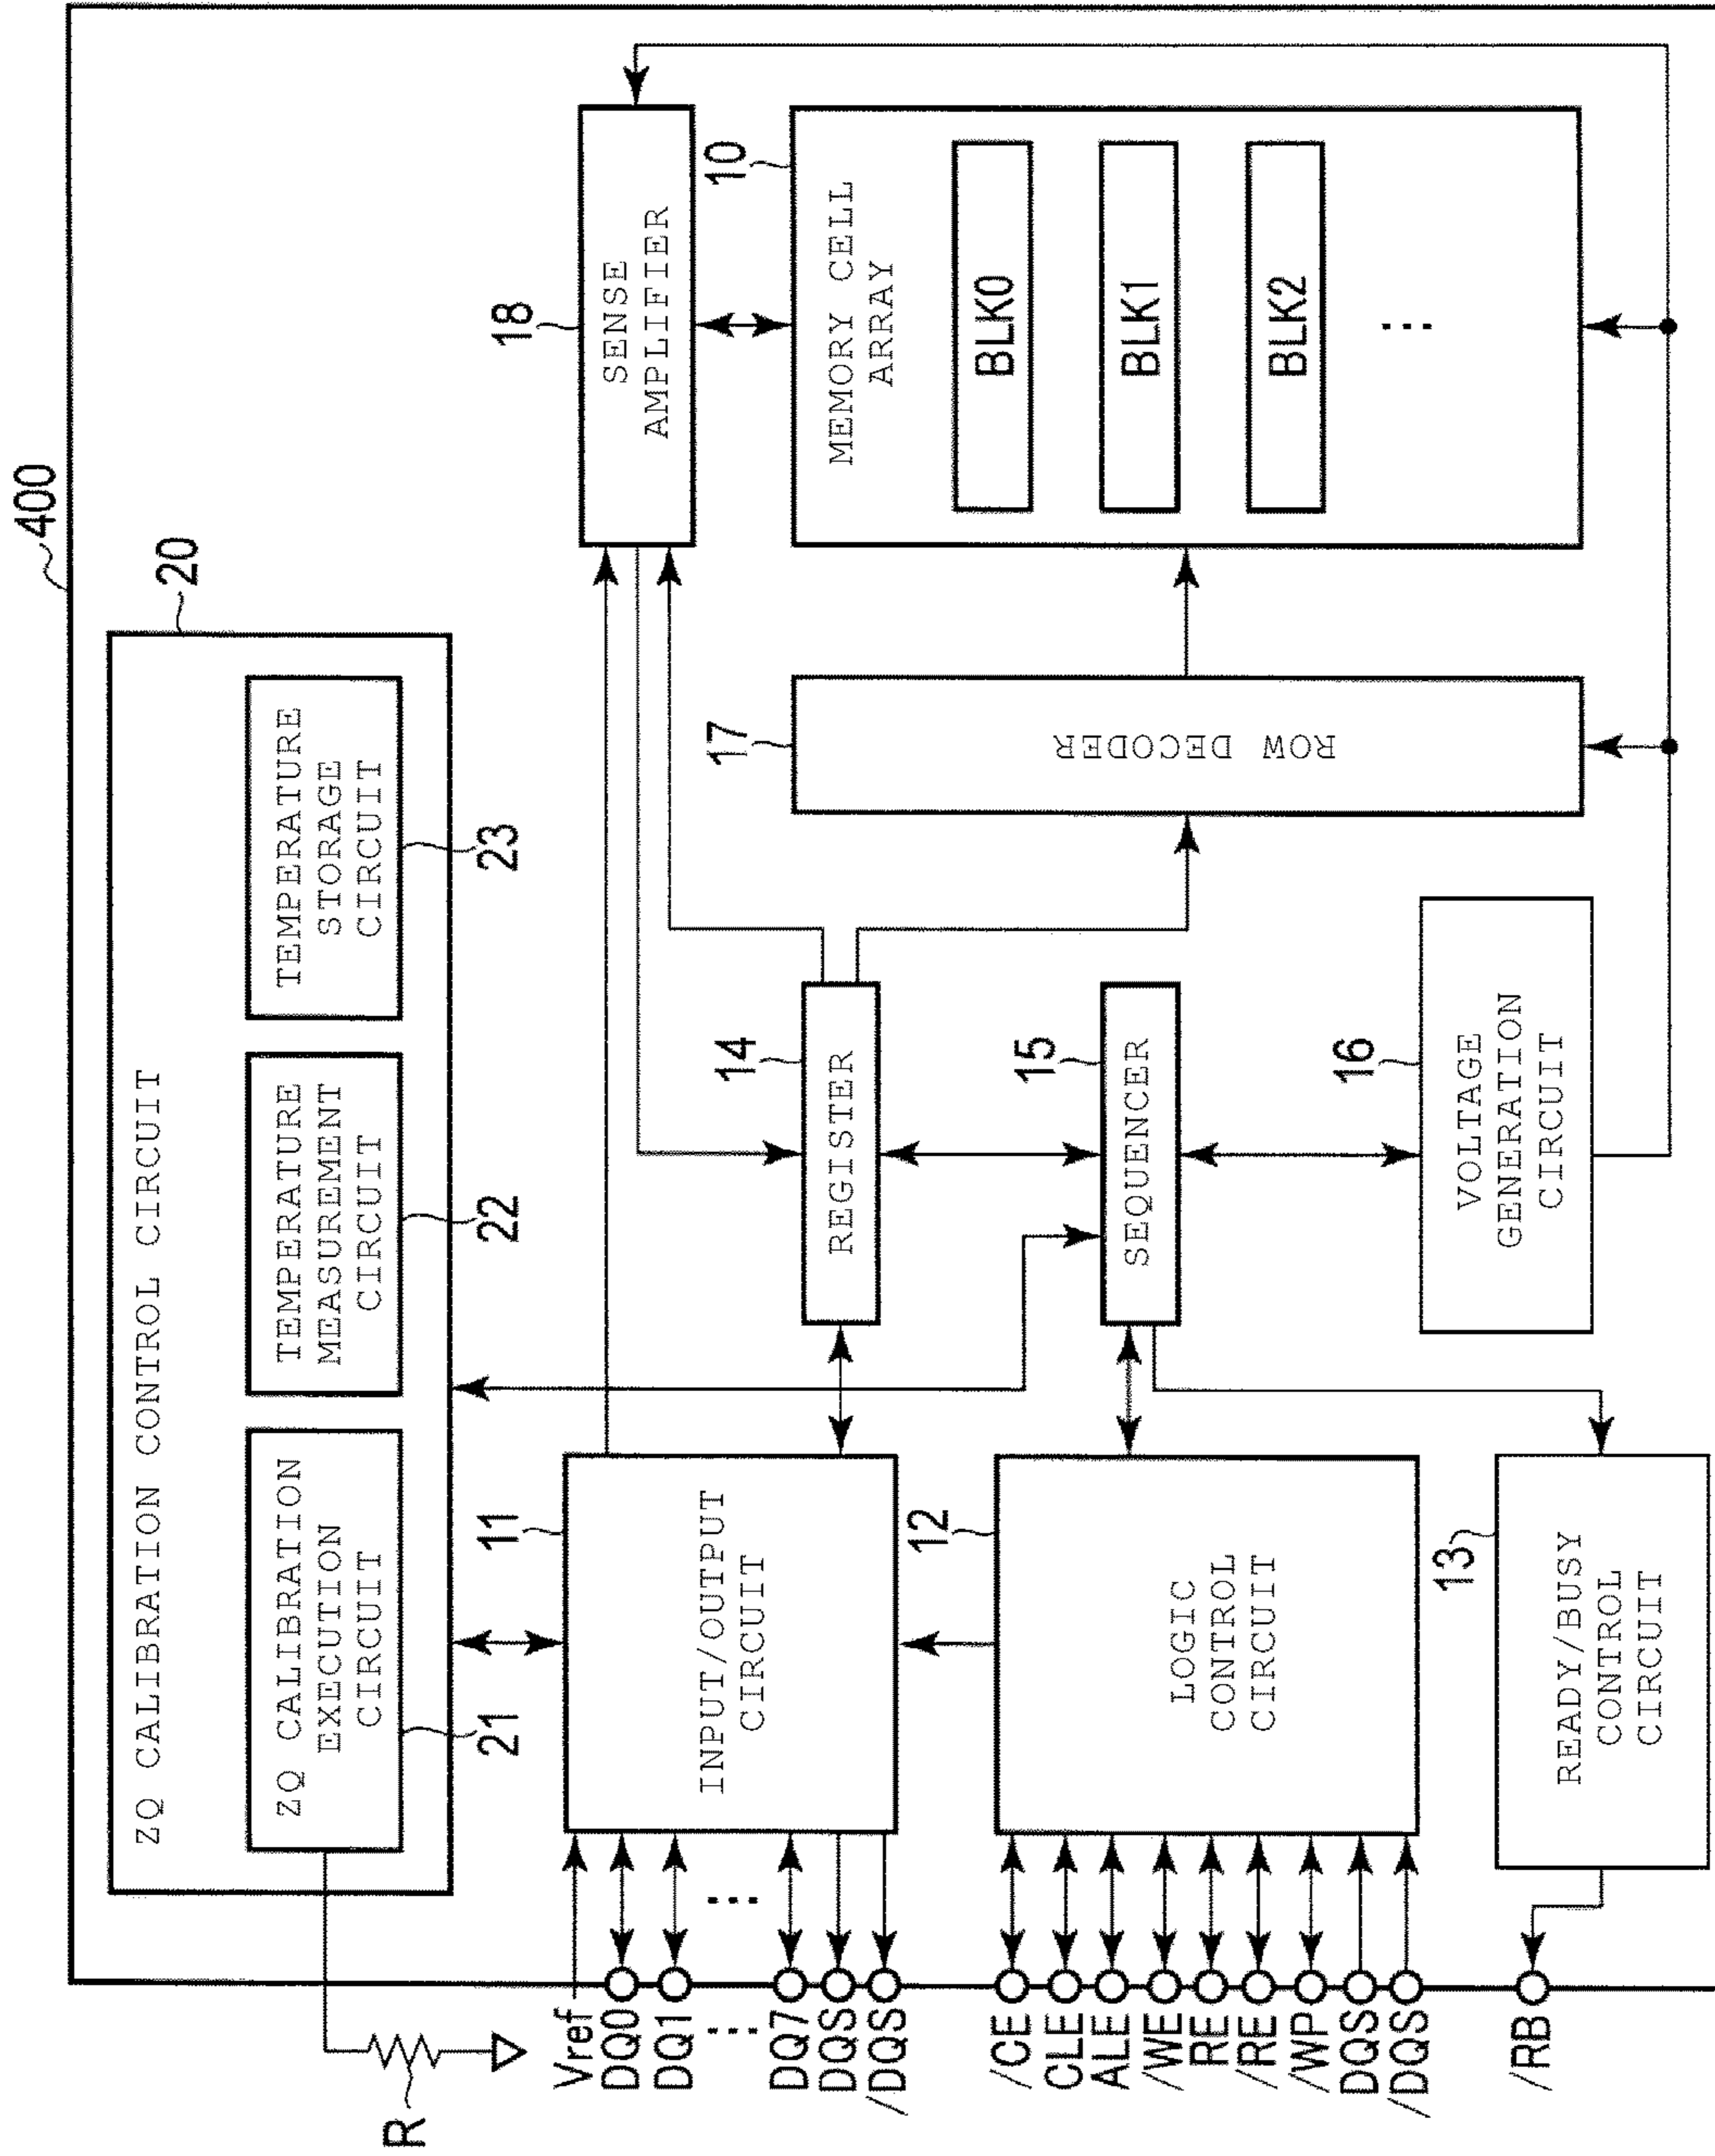 400
20
ZQ CALIBRATION CONTROL CIRCUIT
ZQ CALIBRATION
EXECUTION
CIRCUIT
21
TEMPERATURE
MEASUREMENT
CIRCUIT
22
TEMPERATURE
STORAGE
CIRCUIT
23
R
Vref
DQ0
DQ1
⋮
⋮
DQ7
DQS
/DQS
11
INPUT/OUTPUT
CIRCUIT
18
SENSE
AMPLIFIER
/CE
CLE
ALE
/WE
RE
/RE
/WP
DQS
/DQS
12
LOGIC
CONTROL
CIRCUIT
14
REGISTER
15
SEQUENCER
17
ROW DECODER
10
MEMORY CELL
ARRAY
BLK0
BLK1
BLK2
⋮
/RB
13
READY/BUSY
CONTROL
CIRCUIT
16
VOLTAGE
GENERATION
CIRCUIT